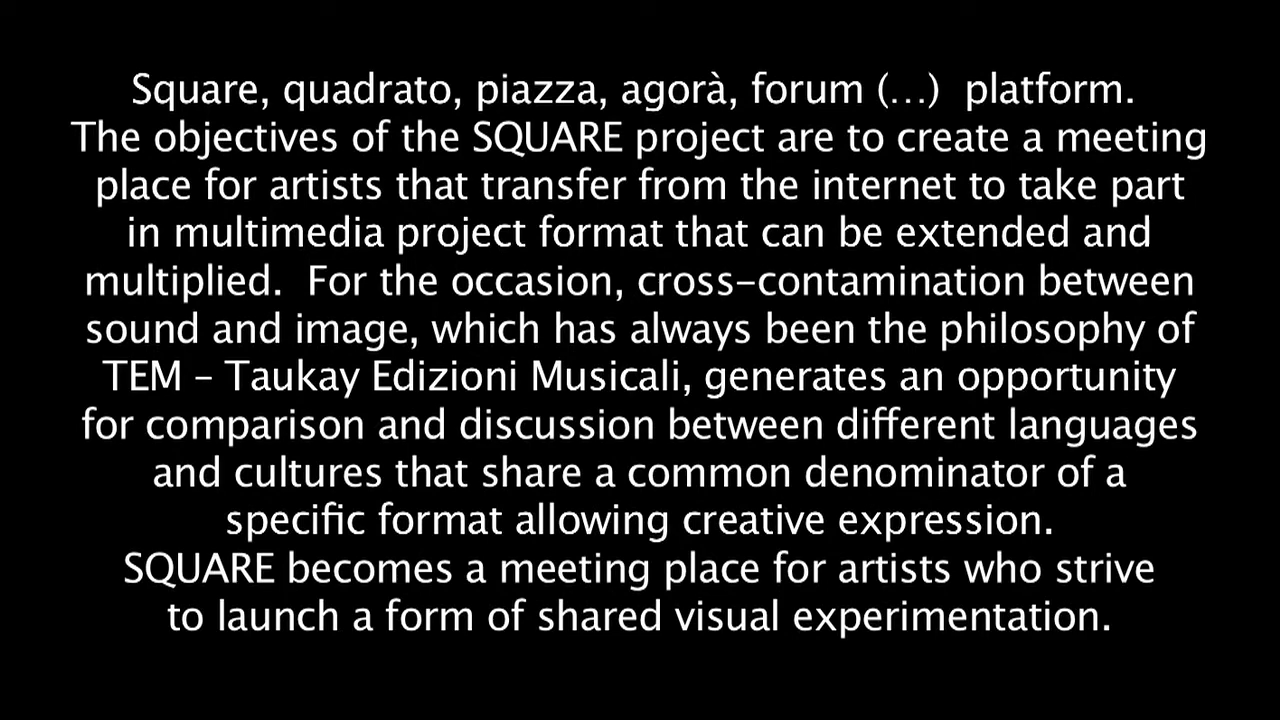 Square, quadrato, piazza, agorà, forum (...)  platform.
The objectives of the SQUARE project are to create a meeting
place for artists that transfer from the internet to take part
in multimedia project format that can be extended and
multiplied.  For the occasion, cross-contamination between
sound and image, which has always been the philosophy of
TEM – Taukay Edizioni Musicali, generates an opportunity
for comparison and discussion between different languages
and cultures that share a common denominator of a
specific format allowing creative expression.
SQUARE becomes a meeting place for artists who strive
to launch a form of shared visual experimentation.